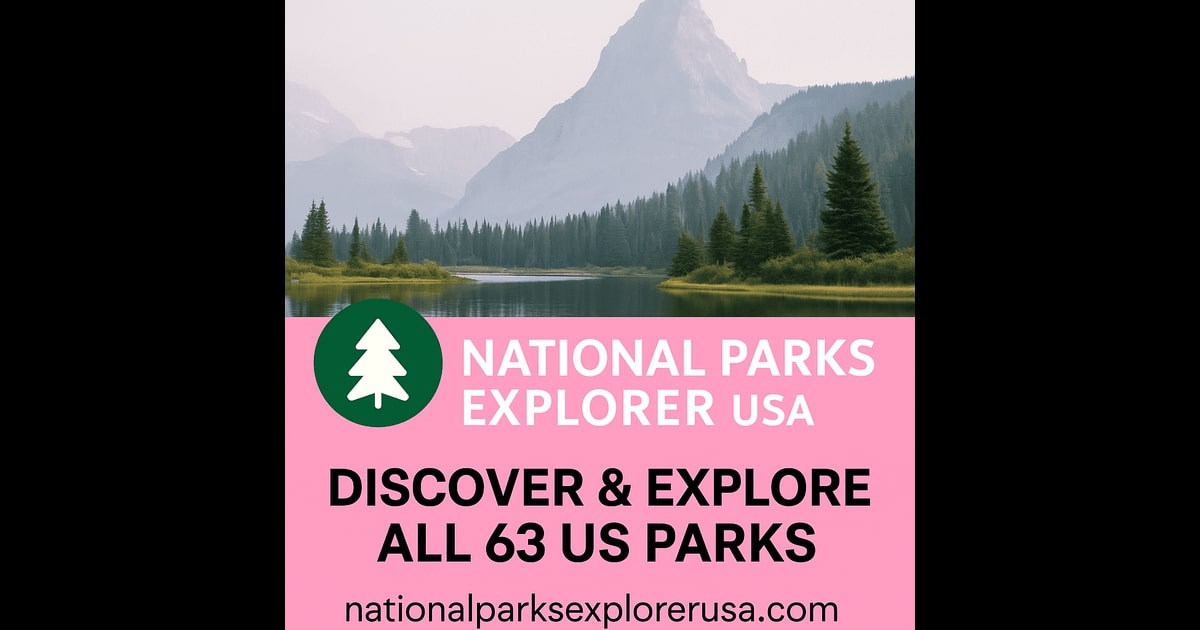 NATIONAL PARKS
EXPLORER USA
DISCOVER & EXPLORE
ALL 63 US PARKS
nationalparksexplorerusa.com